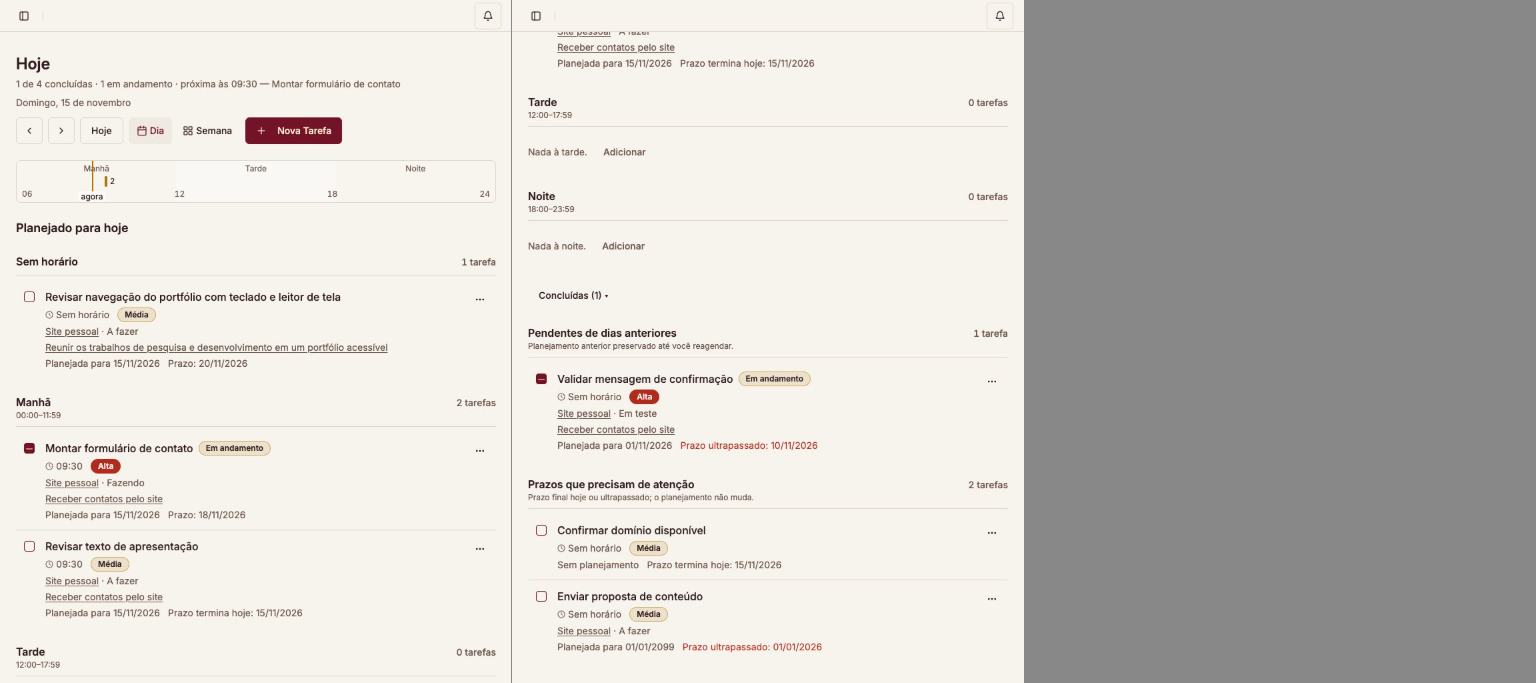 Hoje
1 de 4 concluídas · 1 em andamento · próxima às 09:30 — Montar formulário de contato
Domingo, 15 de novembro
Hoje Dia Semana + Nova Tarefa
Manhã Tarde Noite
2
06 12 18 24
agora
Planejado para hoje
Sem horário 1 tarefa
Revisar navegação do portfólio com teclado e leitor de tela ...
Sem horário Média
Site pessoal · A fazer
Reunir os trabalhos de pesquisa e desenvolvimento em um portfólio acessível
Planejada para 15/11/2026 Prazo: 20/11/2026
Manhã 2 tarefas
00:00–11:59
Montar formulário de contato Em andamento ...
09:30 Alta
Site pessoal · Fazendo
Receber contatos pelo site
Planejada para 15/11/2026 Prazo: 18/11/2026
Revisar texto de apresentação ...
09:30 Média
Site pessoal · A fazer
Receber contatos pelo site
Planejada para 15/11/2026 Prazo termina hoje: 15/11/2026
Tarde 0 tarefas
12:00–17:59
Site pessoal · A fazer
Receber contatos pelo site
Planejada para 15/11/2026 Prazo termina hoje: 15/11/2026
Tarde 0 tarefas
12:00–17:59
Nada à tarde. Adicionar
Noite 0 tarefas
18:00–23:59
Nada à noite. Adicionar
Concluídas (1)
Pendentes de dias anteriores 1 tarefa
Planejamento anterior preservado até você reagendar.
Validar mensagem de confirmação Em andamento ...
Sem horário Alta
Site pessoal · Em teste
Receber contatos pelo site
Planejada para 01/11/2026 Prazo ultrapassado: 10/11/2026
Prazos que precisam de atenção 2 tarefas
Prazo final hoje ou ultrapassado; o planejamento não muda.
Confirmar domínio disponível ...
Sem horário Média
Sem planejamento Prazo termina hoje: 15/11/2026
Enviar proposta de conteúdo ...
Sem horário Média
Site pessoal · A fazer
Planejada para 01/01/2099 Prazo ultrapassado: 01/01/2026